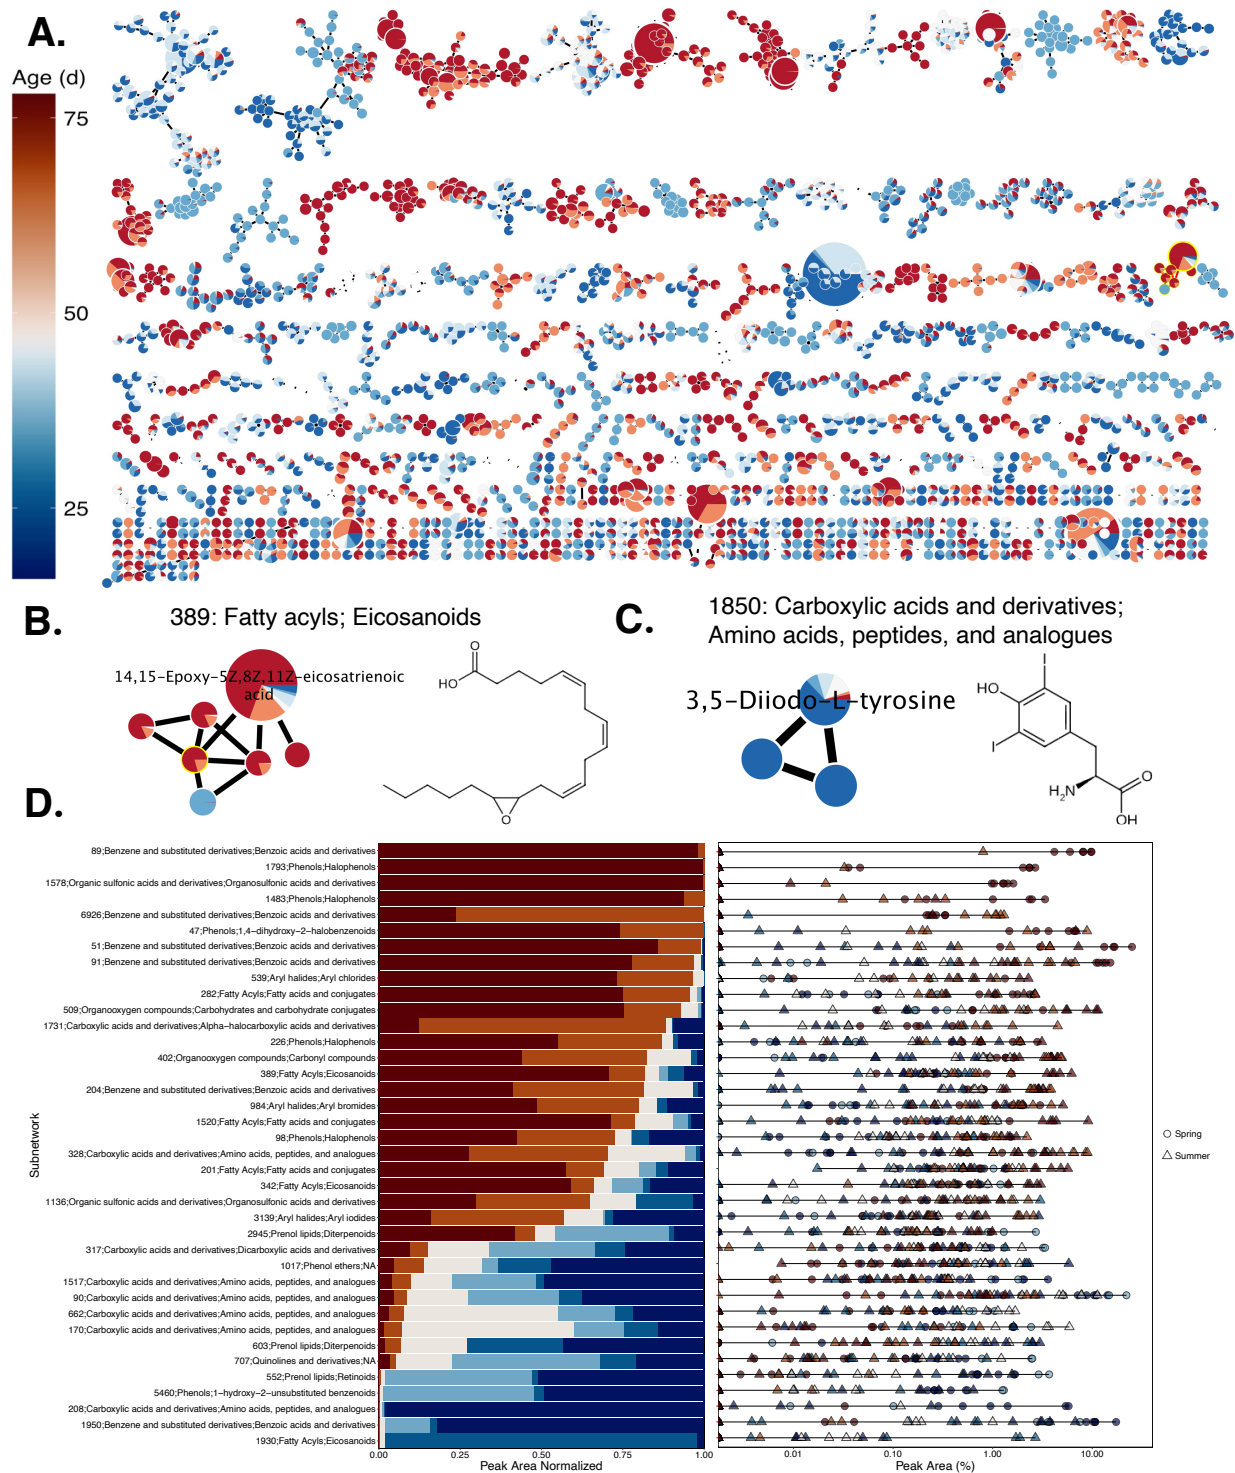 A.
Age (d)
75
50
25
B.
389: Fatty acyls; Eicosanoids
14,15-Epoxy-5Z,8Z,11Z-eicosatrienoic
acid
O
HO
O
C.
1850: Carboxylic acids and derivatives;
Amino acids, peptides, and analogues
3,5-Diiodo-L-tyrosine
I
HO
I
H2N
O
OH
D.
Subnetwork
89;Benzene and substituted derivatives;Benzoic acids and derivatives
1793;Phenols;Halophenols
1578;Organic sulfonic acids and derivatives;Organosulfonic acids and derivatives
1483;Phenols;Halophenols
6926;Benzene and substituted derivatives;Benzoic acids and derivatives
47;Phenols;1,4−dihydroxy−2−halobenzenoids
51;Benzene and substituted derivatives;Benzoic acids and derivatives
91;Benzene and substituted derivatives;Benzoic acids and derivatives
539;Aryl halides;Aryl chlorides
282;Fatty Acyls;Fatty acids and conjugates
509;Organooxygen compounds;Carbohydrates and carbohydrate conjugates
1731;Carboxylic acids and derivatives;Alpha−halocarboxylic acids and derivatives
226;Phenols;Halophenols
402;Organooxygen compounds;Carbonyl compounds
389;Fatty Acyls;Eicosanoids
204;Benzene and substituted derivatives;Benzoic acids and derivatives
984;Aryl halides;Aryl bromides
1520;Fatty Acyls;Fatty acids and conjugates
98;Phenols;Halophenols
328;Carboxylic acids and derivatives;Amino acids, peptides, and analogues
201;Fatty Acyls;Fatty acids and conjugates
342;Fatty Acyls;Eicosanoids
1136;Organic sulfonic acids and derivatives;Organosulfonic acids and derivatives
3139;Aryl halides;Aryl iodides
2945;Prenol lipids;Diterpenoids
317;Carboxylic acids and derivatives;Dicarboxylic acids and derivatives
1017;Phenol ethers;NA
1517;Carboxylic acids and derivatives;Amino acids, peptides, and analogues
90;Carboxylic acids and derivatives;Amino acids, peptides, and analogues
662;Carboxylic acids and derivatives;Amino acids, peptides, and analogues
170;Carboxylic acids and derivatives;Amino acids, peptides, and analogues
603;Prenol lipids;Diterpenoids
707;Quinolines and derivatives;NA
552;Prenol lipids;Retinoids
5460;Phenols;1−hydroxy−2−unsubstituted benzenoids
208;Carboxylic acids and derivatives;Amino acids, peptides, and analogues
1950;Benzene and substituted derivatives;Benzoic acids and derivatives
1930;Fatty Acyls;Eicosanoids
0.00 0.25 0.50 0.75 1.00
Peak Area Normalized
0.01 0.10 1.00 10.00
Peak Area (%)
Spring
Summer